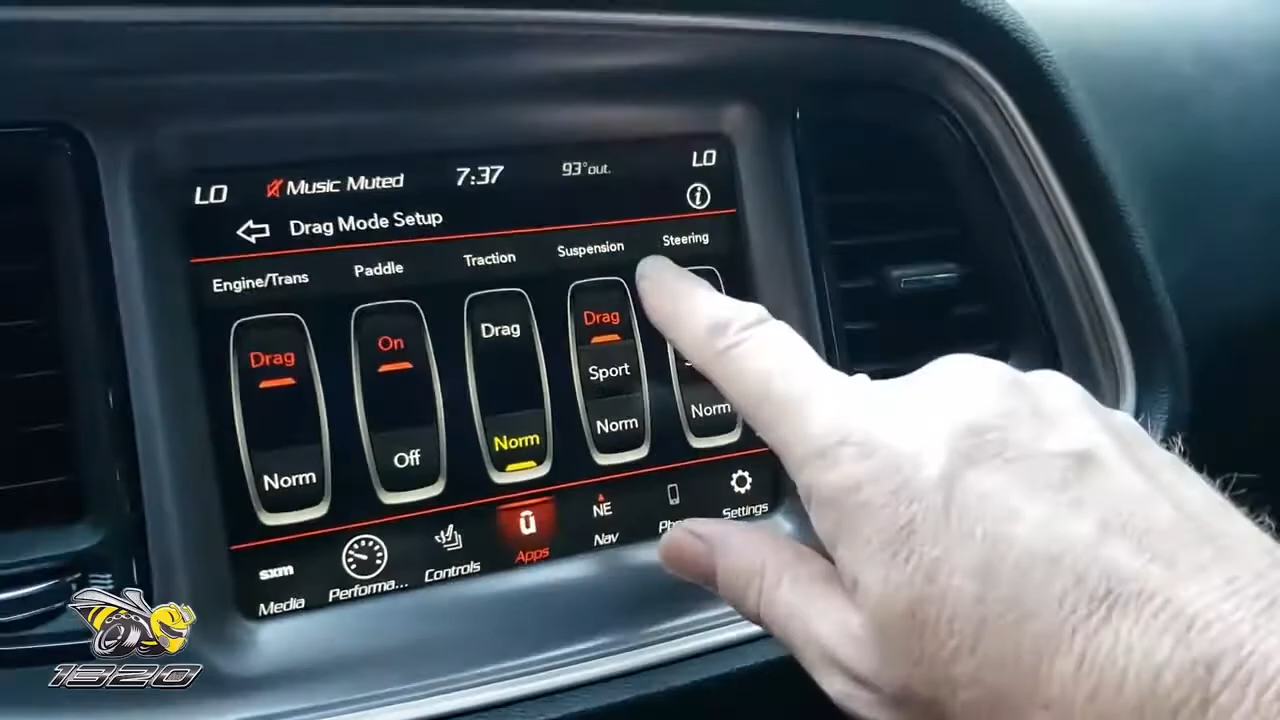 LO Music Muted 7:37 93°out. LO
Drag Mode Setup i
Engine/Trans Paddle Traction Suspension Steering
Drag On Drag Drag
Sport
Norm Off Norm Norm Norm
NE
sxm
Media Performa... Controls Apps Nav Settings
1320